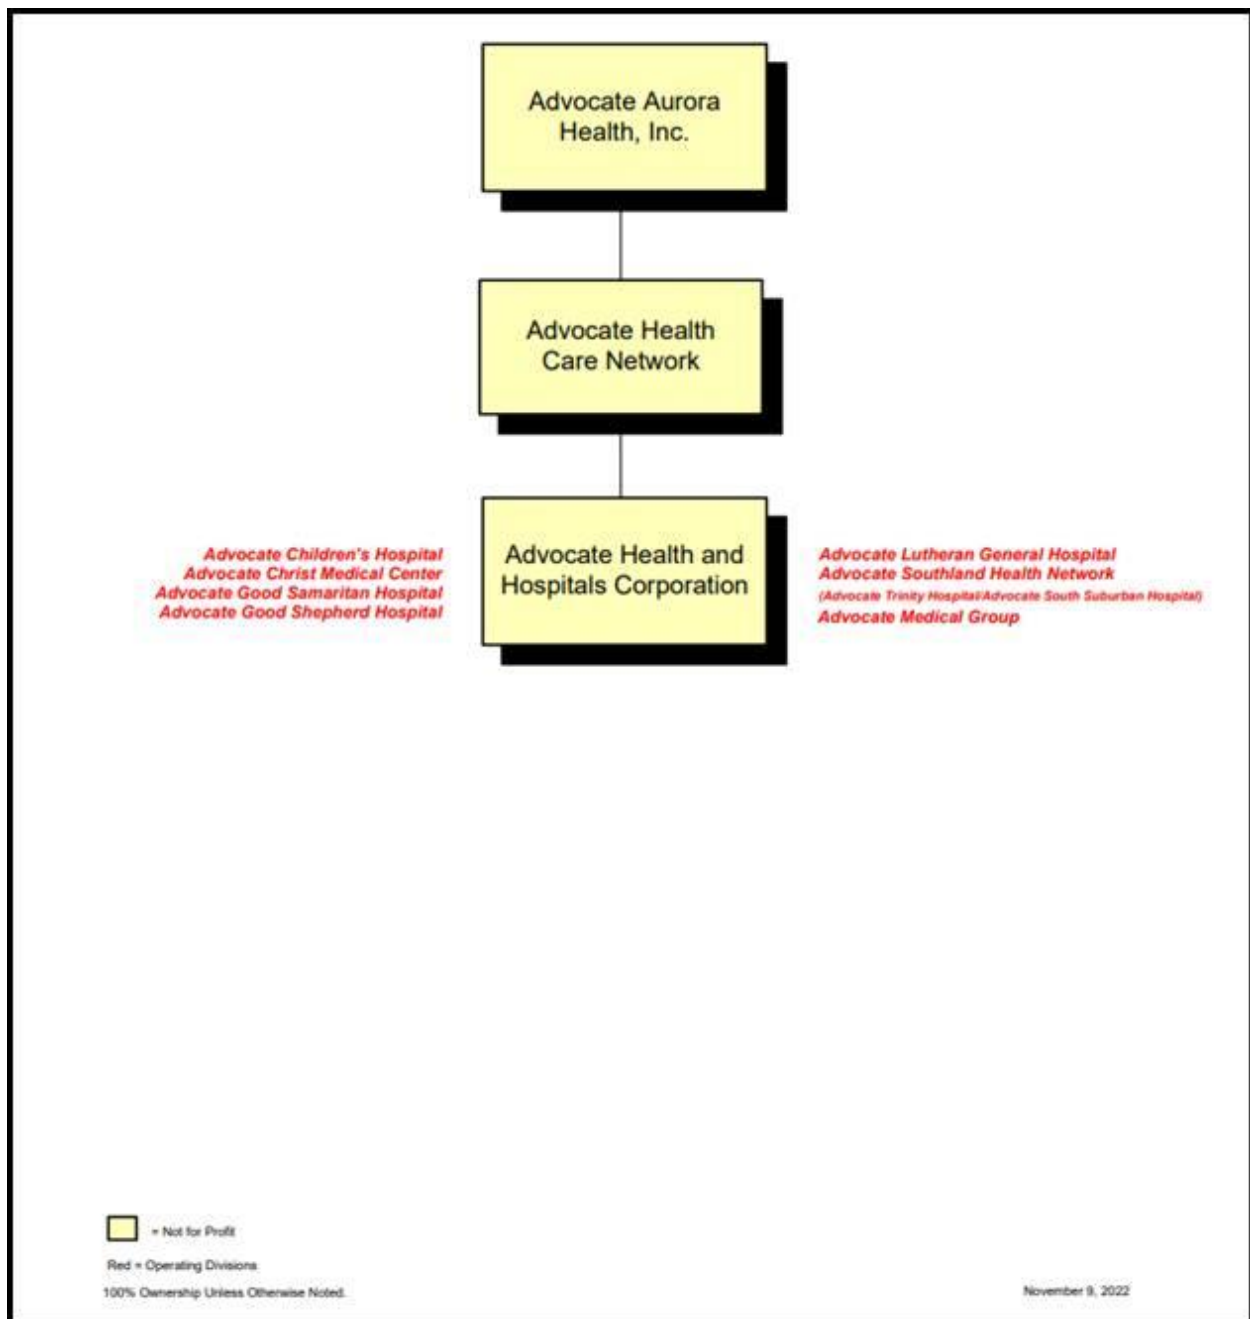 Advocate Aurora
Health, Inc.
Advocate Health
Care Network
Advocate Health and
Hospitals Corporation
Advocate Children's Hospital
Advocate Christ Medical Center
Advocate Good Samaritan Hospital
Advocate Good Shepherd Hospital
Advocate Lutheran General Hospital
Advocate Southland Health Network
(Advocate Trinity Hospital/Advocate South Suburban Hospital)
Advocate Medical Group
= Not for Profit
Red = Operating Divisions
100% Ownership Unless Otherwise Noted.
November 9, 2022